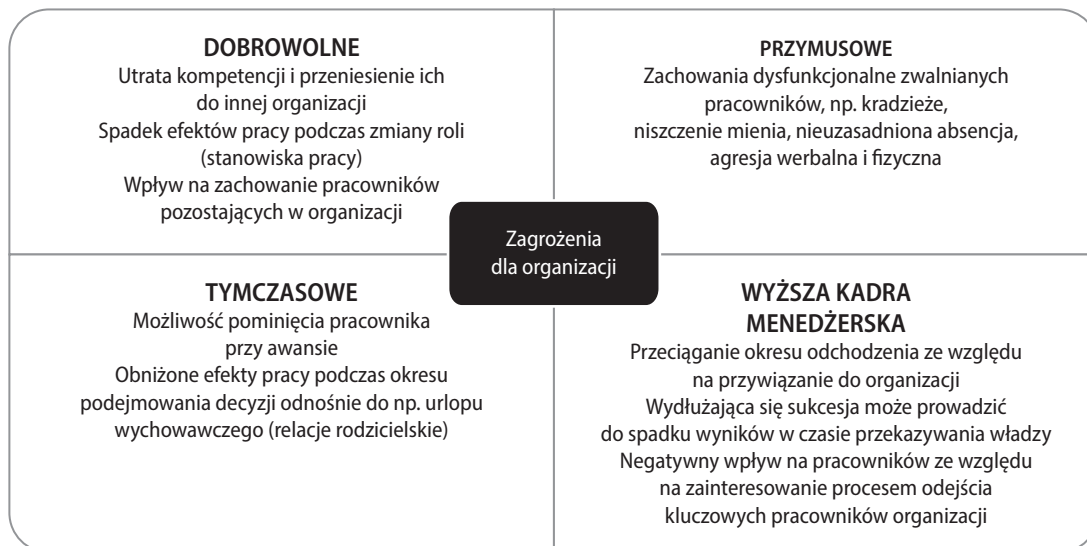 DOBROWOLNE
Utrata kompetencji i przeniesienie ich
do innej organizacji
Spadek efektów pracy podczas zmiany roli
(stanowiska pracy)
Wpływ na zachowanie pracowników
pozostających w organizacji
PRZYMUSOWE
Zachowania dysfunkcjonalne zwalnianych
pracowników, np. kradzieże,
niszczenie mienia, nieuzasadniona absencja,
agresja werbalna i fizyczna
Zagrożenia
dla organizacji
TYMCZASOWE
Możliwość pominięcia pracownika
przy awansie
Obniżone efekty pracy podczas okresu
podejmowania decyzji odnośnie do np. urlopu
wychowawczego (relacje rodzicielskie)
WYŻSZA KADRA
MENEDŻERSKA
Przeciąganie okresu odchodzenia ze względu
na przywiązanie do organizacji
Wydłużająca się sukcesja może prowadzić
do spadku wyników w czasie przekazywania władzy
Negatywny wpływ na pracowników ze względu
na zainteresowanie procesem odejścia
kluczowych pracowników organizacji